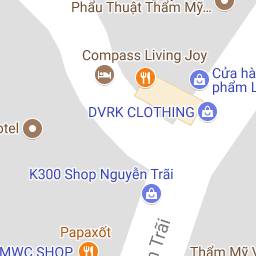 Phẩu Thuật Thẩm Mỹ...
Compass Living Joy
Cửa hà
phẩm L
DVRK CLOTHING
otel
K300 Shop Nguyễn Trãi
Trãi
Papaxốt
MWC SHOP
Thẩm Mỹ V